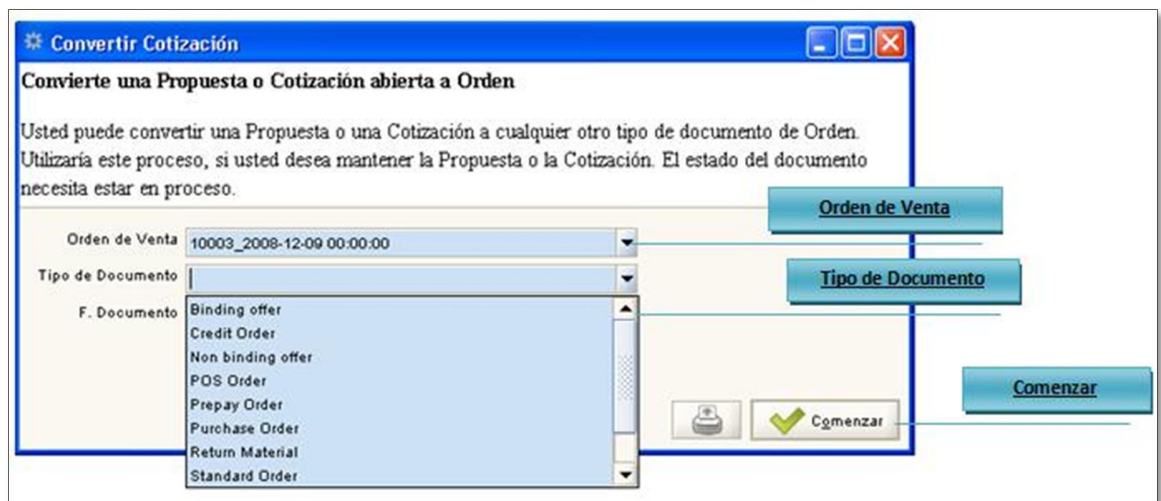 Convertir Cotización
Convierte una Propuesta o Cotización abierta a Orden
Usted puede convertir una Propuesta o una Cotización a cualquier otro tipo de documento de Orden.
Utilizaría este proceso, si usted desea mantener la Propuesta o la Cotización. El estado del documento
necesita estar en proceso.
Orden de Venta
Orden de Venta 10003_2008-12-09 00:00:00
Tipo de Documento
Tipo de Documento
F. Documento
Binding offer
Credit Order
Non binding offer
POS Order
Prepay Order
Purchase Order
Return Material
Standard Order
Comenzar
Comenzar